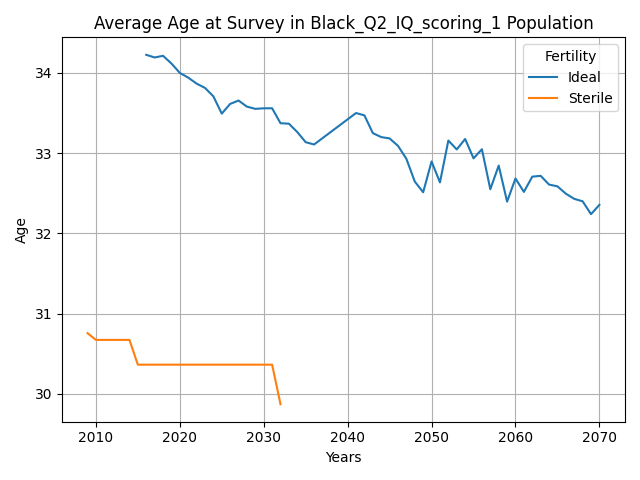 Average Age at Survey in Black_Q2_IQ_scoring_1 Population
Fertility
Ideal
Sterile
Age
34
33
32
31
30
2010 2020 2030 2040 2050 2060 2070
Years